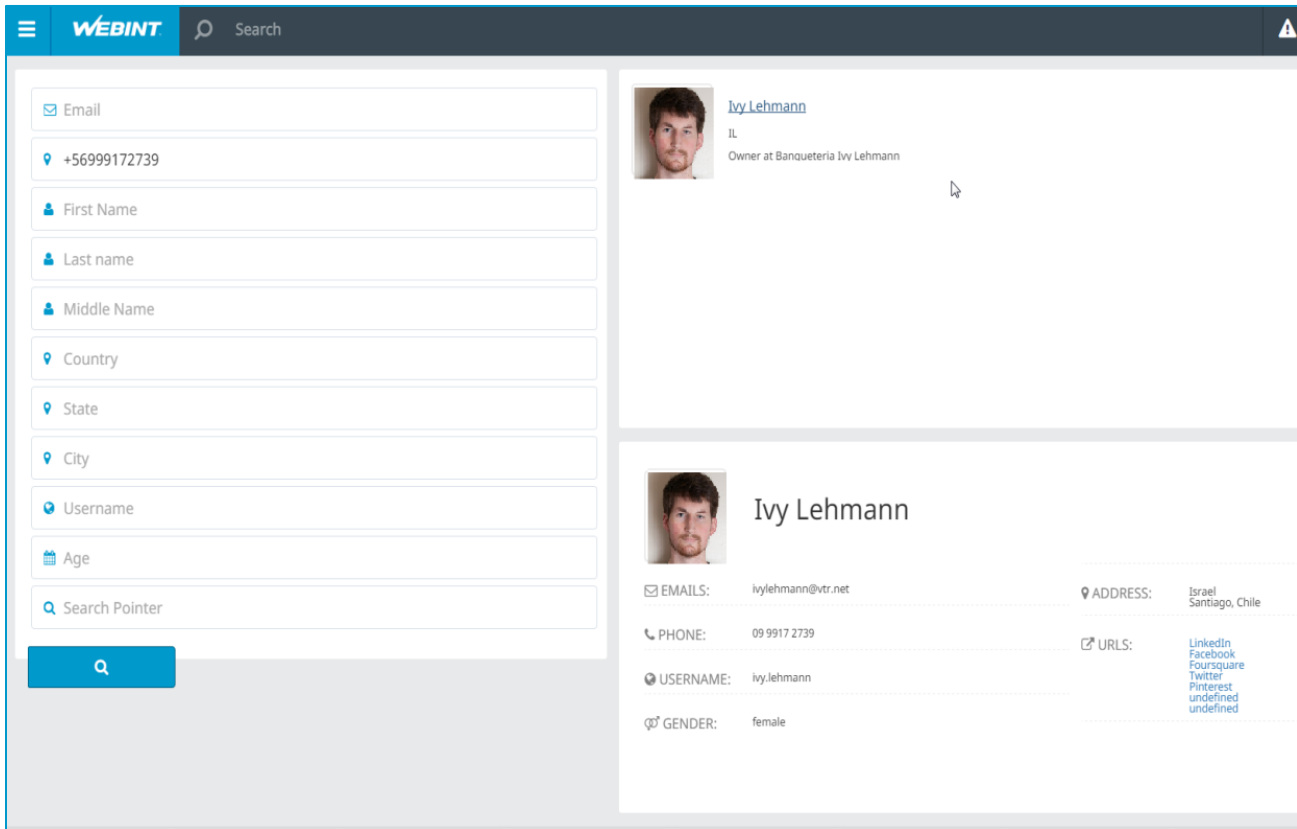 WEBINT
Search
Email
+56999172739
First Name
Last name
Middle Name
Country
State
City
Username
Age
Search Pointer
Ivy Lehmann
IL
Owner at Banqueteria Ivy Lehmann
Ivy Lehmann
EMAILS: ivylehmann@vtr.net
PHONE: 09 9917 2739
USERNAME: ivy.lehmann
GENDER: female
ADDRESS: Israel
Santiago, Chile
URLS: LinkedIn
Facebook
Foursquare
Twitter
Pinterest
undefined
undefined